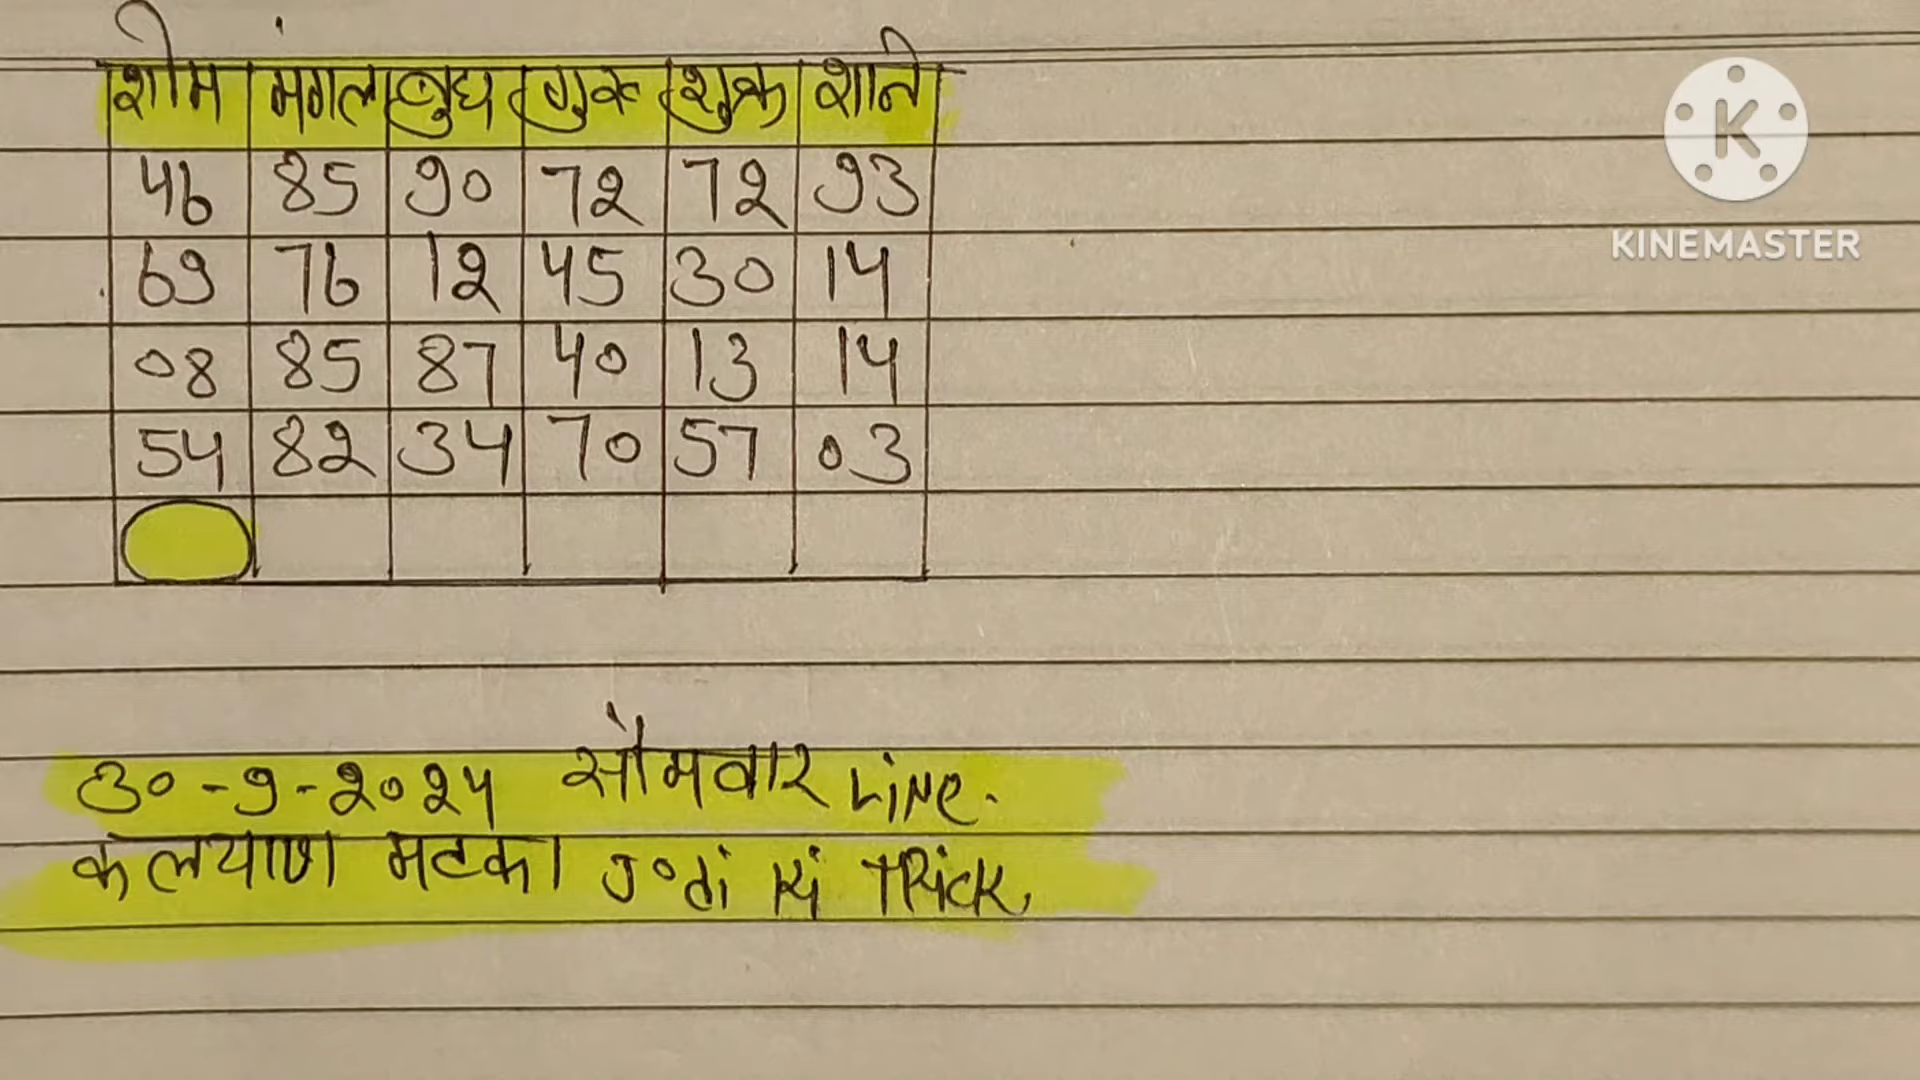 शोम मंगल बुध गुरु शुक्र शनि
46 85 90 72 72 93
69 76 12 45 30 14
08 85 87 40 13 14
54 82 34 70 57 03
30-9-2024 सोमवार Line.
कलयाण मटका Jodi Ki TRick
KINEMASTER